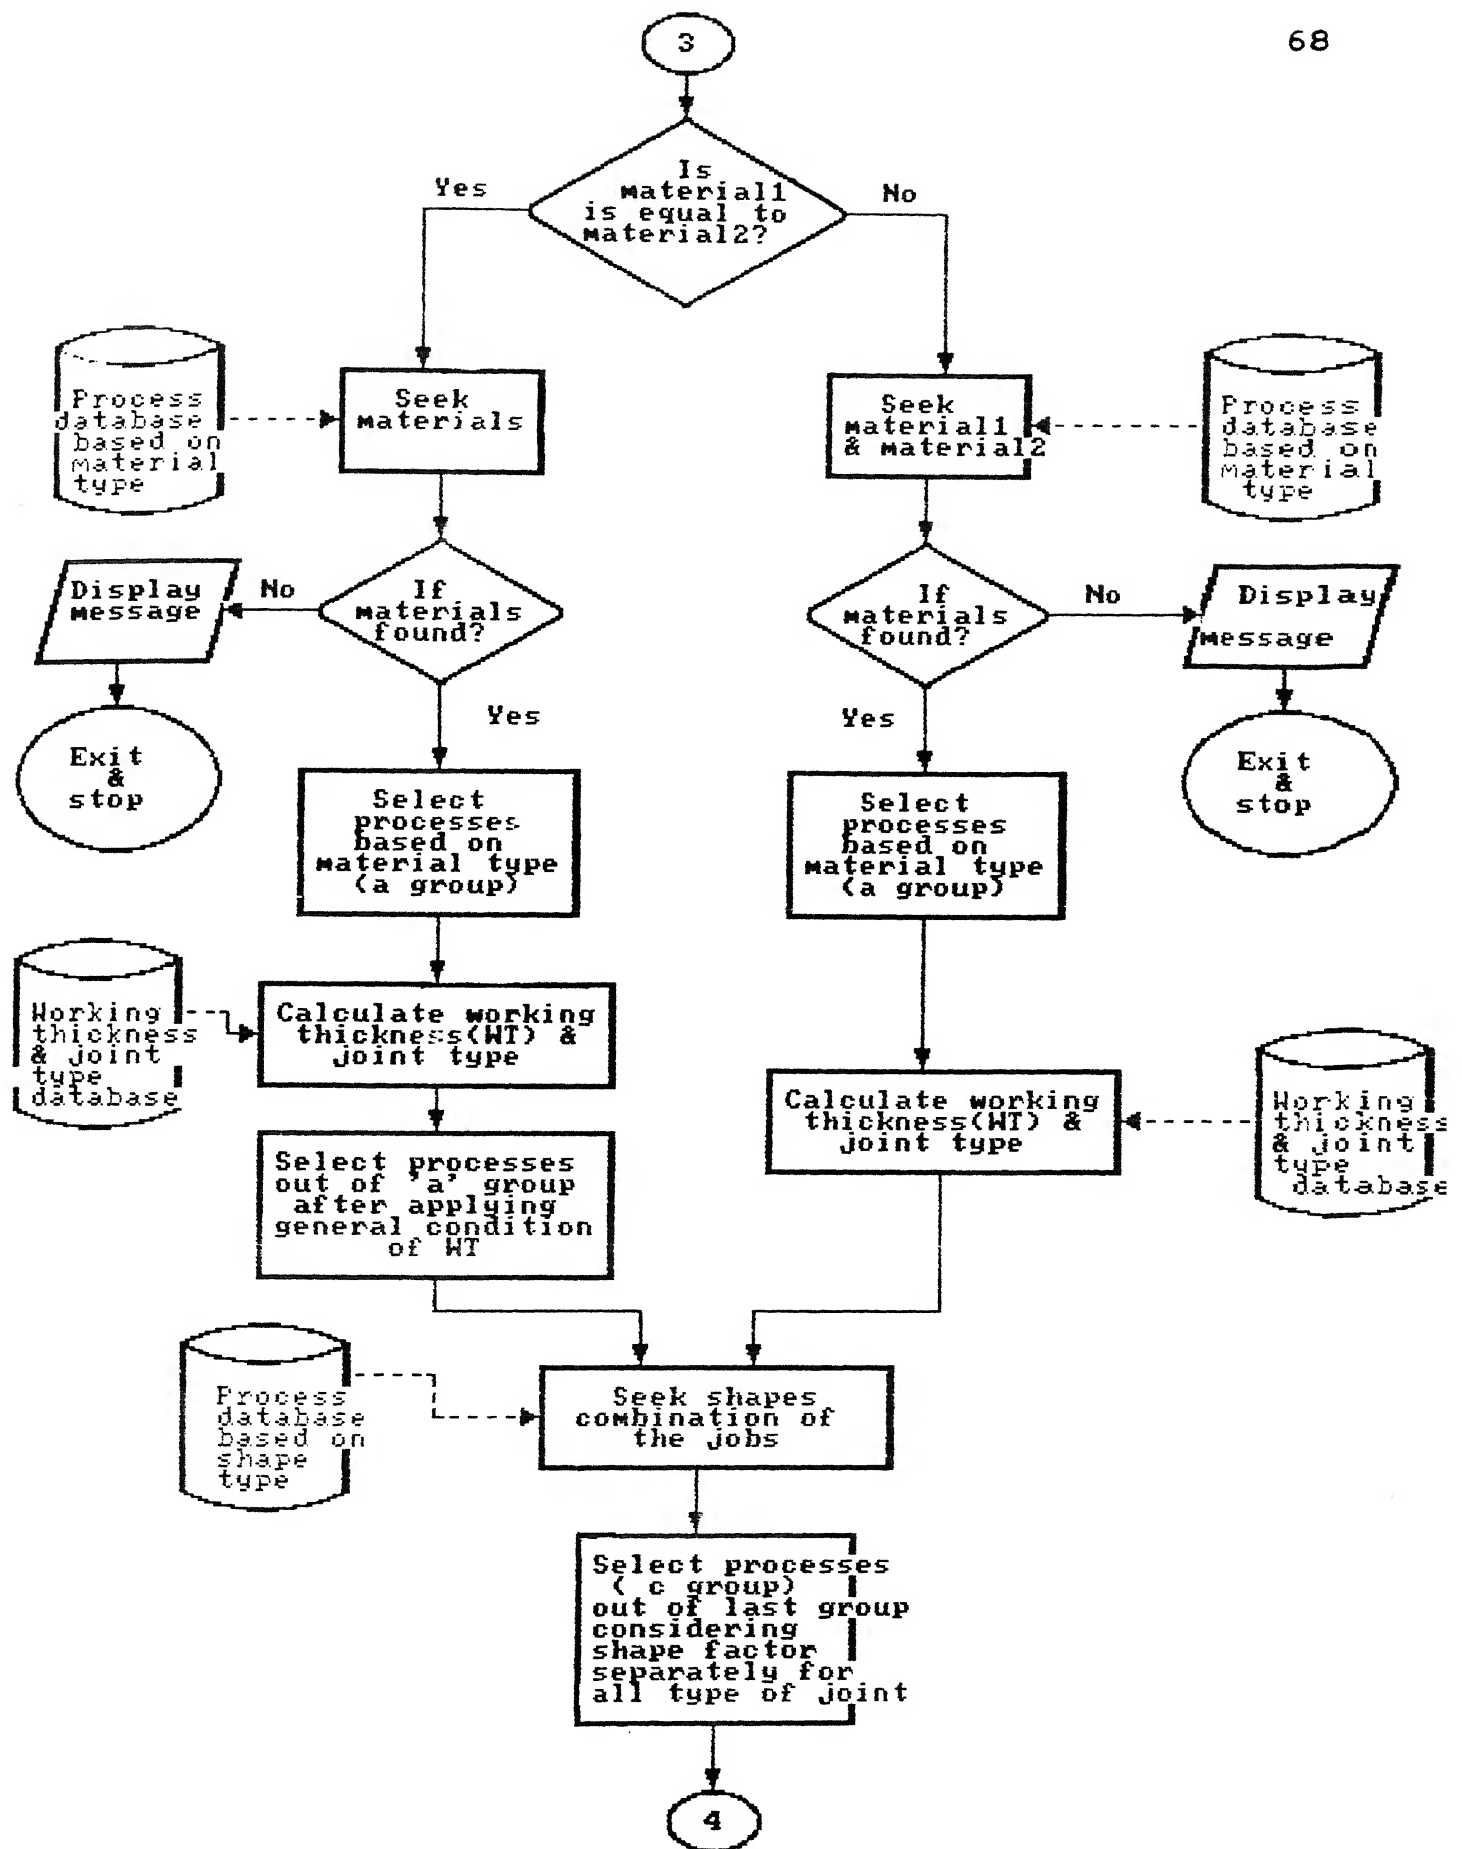 68
3
Is
material1
is equal to
material2?
Yes
No
Process
database
based on
material
type
Seek
materials
Seek
material1
& material2
Process
database
based on
material
type
Display
message
No
If
materials
found?
If
materials
found?
No
Display
message
Yes
Yes
Exit
&
stop
Exit
&
stop
Select
processes
based on
material type
(a group)
Select
processes
based on
material type
(a group)
Working
thickness
& joint
type
database
Calculate working
thickness(WT) &
joint type
Calculate working
thickness(WT) &
joint type
Working
thickness
& joint
type
database
Select processes
out of 'a' group
after applying
general condition
of WT
Process
database
based on
shape
type
Seek shapes
combination of
the jobs
Select processes
( c group)
out of last group
considering
shape factor
separately for
all type of joint
4